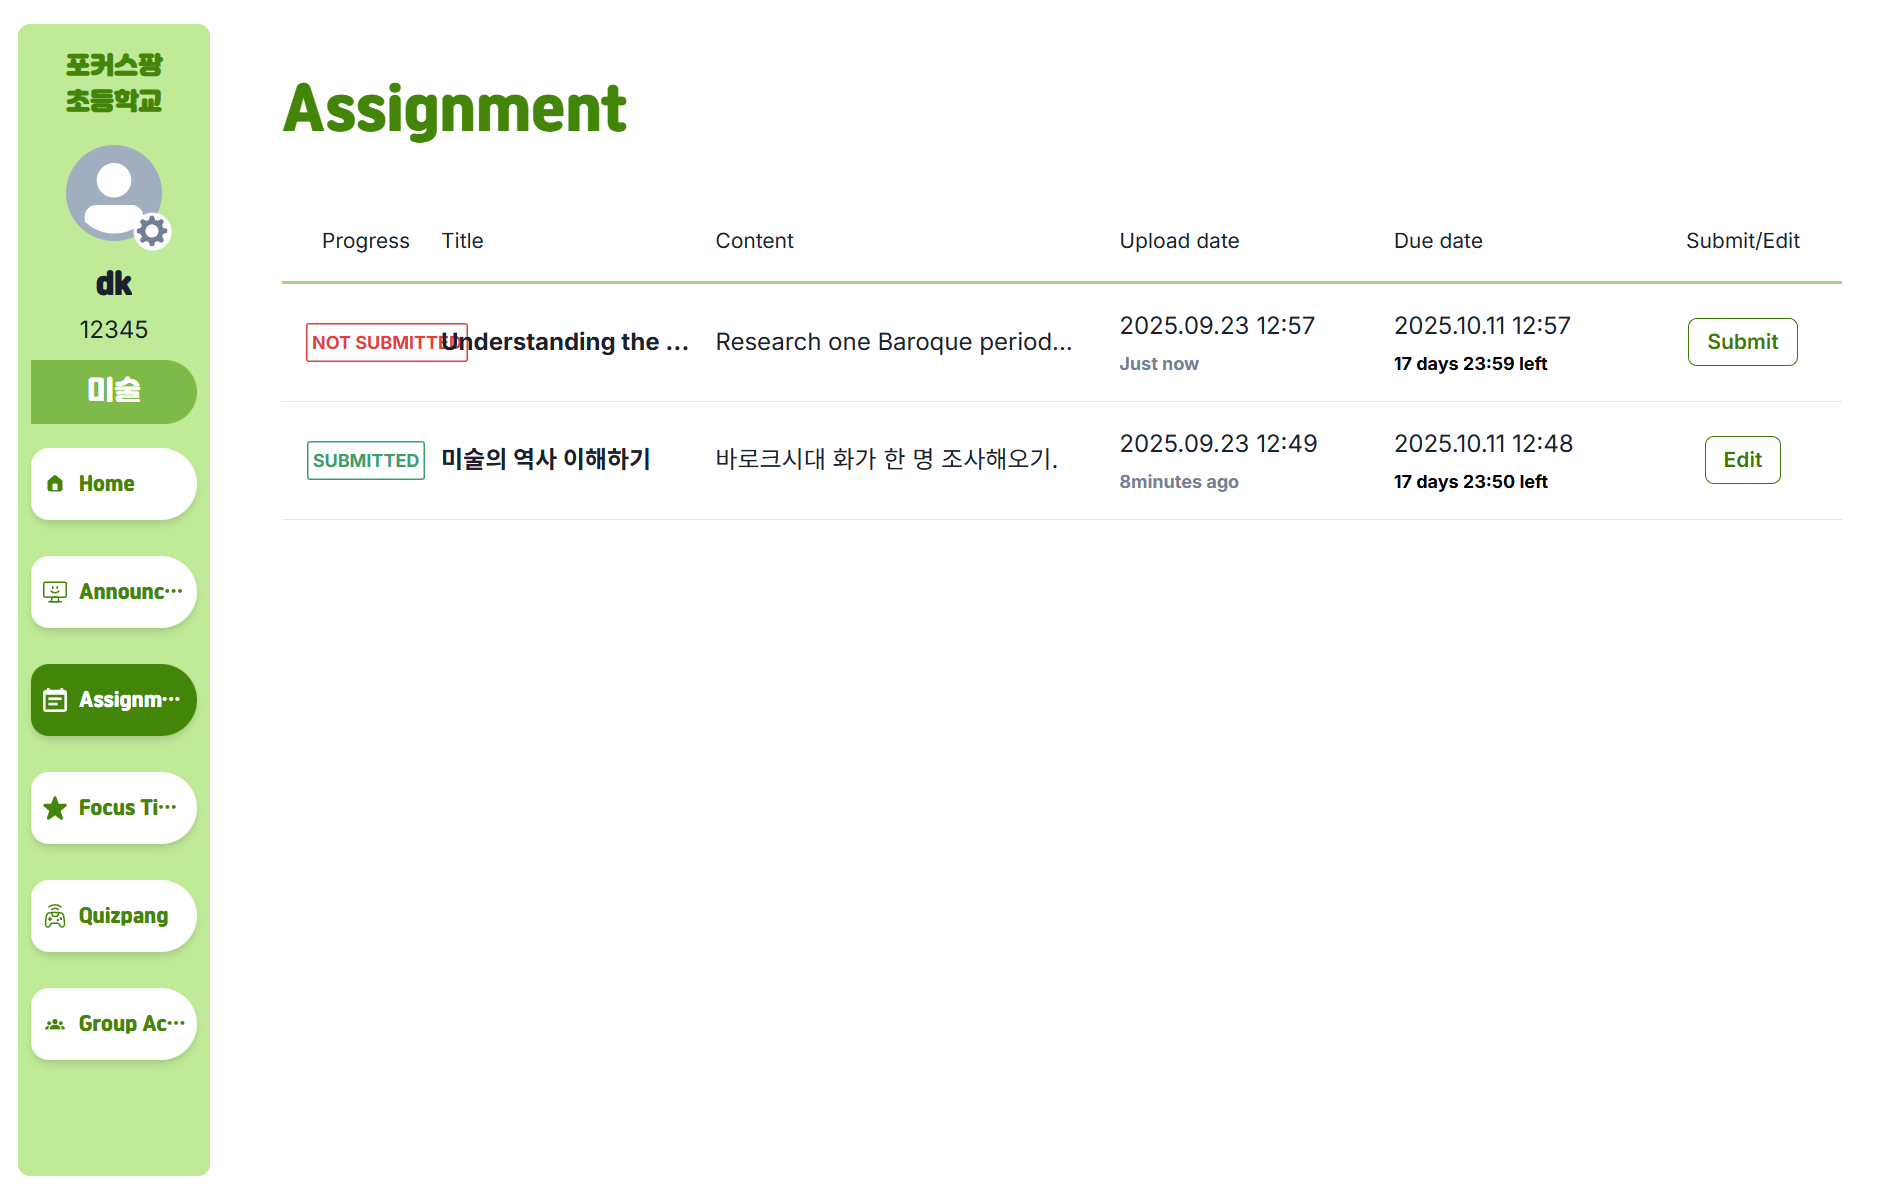 포커스팡
초등학교
dk
12345
미술
Home
Announc···
Assignm···
Focus Ti···
Quizpang
Group Ac···
Assignment
Progress Title Content Upload date Due date Submit/Edit
NOT SUBMITTED Understanding the ... Research one Baroque period... 2025.09.23 12:57 2025.10.11 12:57 Submit
Just now 17 days 23:59 left
SUBMITTED 미술의 역사 이해하기 바로크시대 화가 한 명 조사해오기. 2025.09.23 12:49 2025.10.11 12:48 Edit
8minutes ago 17 days 23:50 left